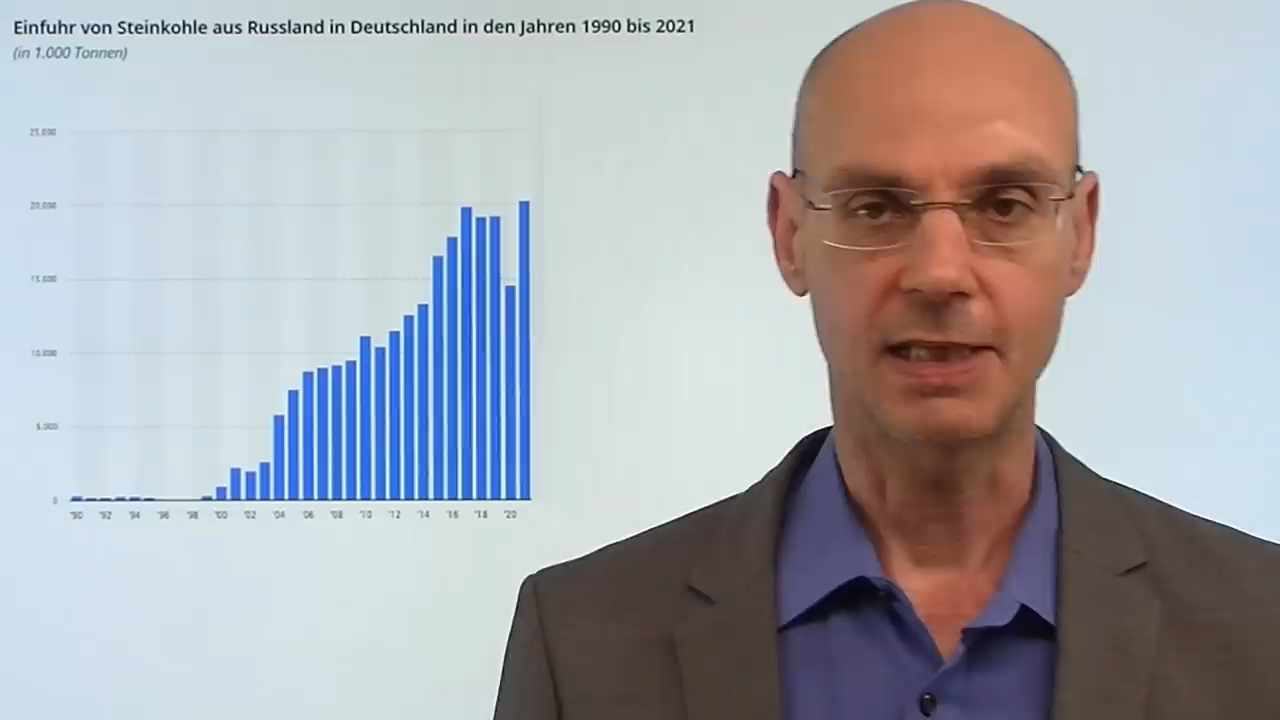 Einfuhr von Steinkohle aus Russland in Deutschland in den Jahren 1990 bis 2021
(in 1.000 Tonnen)
25,000
20,000
15,000
10,000
5,000
0
'90 '92 '94 '96 '98 '00 '02 '04 '06 '08 '10 '12 '14 '16 '18 '20